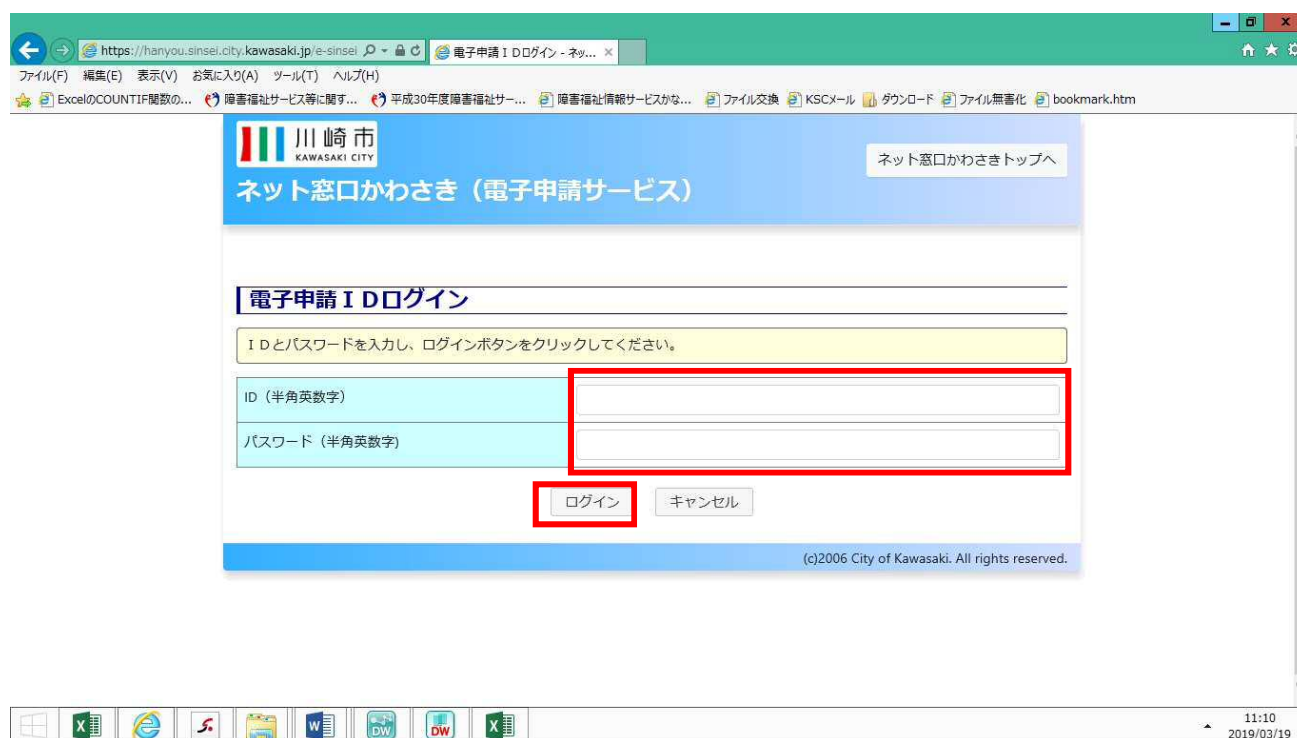 https://hanyou.sinsei.city.kawasaki.jp/e-sinsei
電子申請ＩＤログイン - ネッ... ×
ファイル(F) 編集(E) 表示(V) お気に入り(A) ツール(T) ヘルプ(H)
ExcelのCOUNTIF関数の... 障害福祉サービス等に関す... 平成30年度障害福祉サー... 障害福祉情報サービスかな... ファイル交換 KSCメール ダウンロード ファイル無害化 bookmark.htm
川崎市
KAWASAKI CITY
ネット窓口かわさきトップへ
ネット窓口かわさき（電子申請サービス）
電子申請ＩＤログイン
ＩＤとパスワードを入力し、ログインボタンをクリックしてください。
ID（半角英数字）
パスワード（半角英数字)
ログイン キャンセル
(c)2006 City of Kawasaki. All rights reserved.
DW DW
11:10
2019/03/19